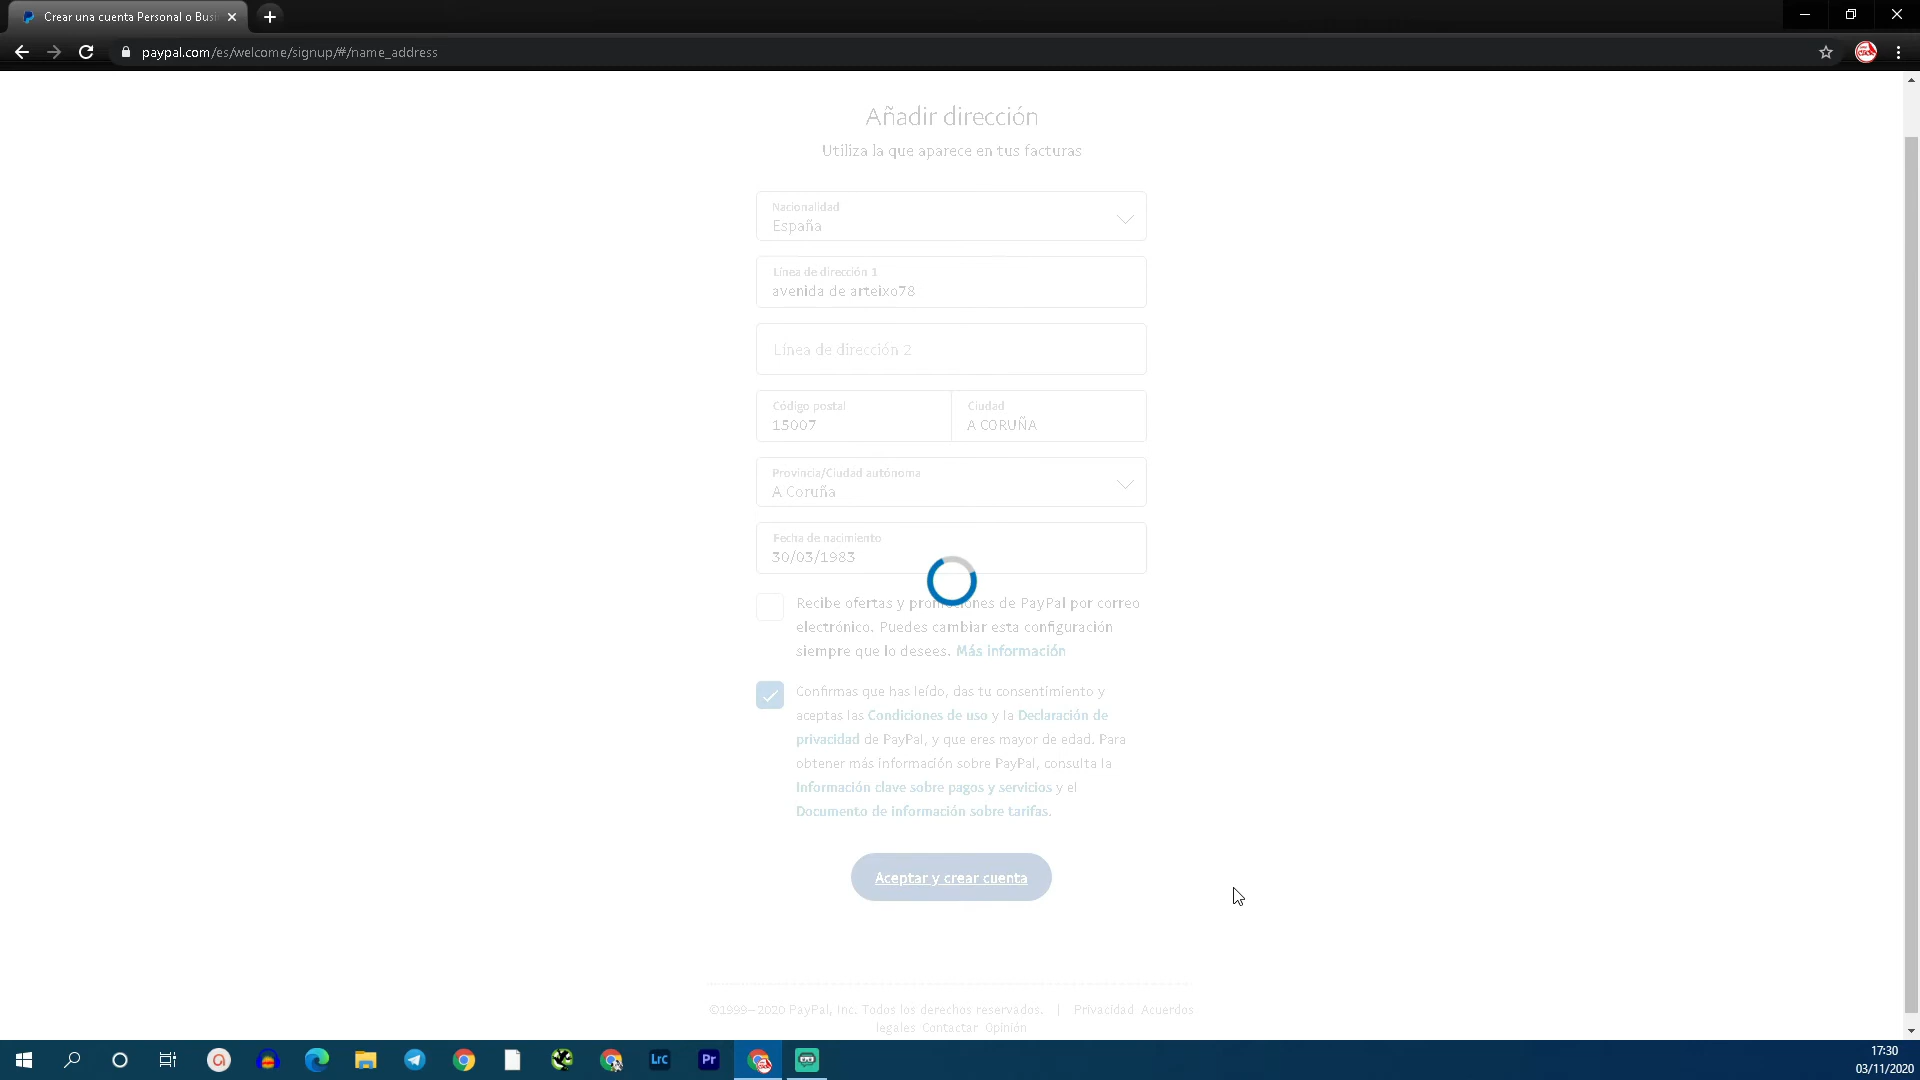 Crear una cuenta Personal o Busi
paypal.com/es/welcome/signup/#/name_address
Añadir dirección
Utiliza la que aparece en tus facturas
Nacionalidad
España
Línea de dirección 1
avenida de arteixo78
Línea de dirección 2
Código postal
15007
Ciudad
A CORUÑA
Provincia/Ciudad autónoma
A Coruña
Fecha de nacimiento
30/03/1983
Recibe ofertas y promociones de PayPal por correo
electrónico. Puedes cambiar esta configuración
siempre que lo desees. Más información
Confirmas que has leído, das tu consentimiento y
aceptas las Condiciones de uso y la Declaración de
privacidad de PayPal, y que eres mayor de edad. Para
obtener más información sobre PayPal, consulta la
Información clave sobre pagos y servicios y el
Documento de información sobre tarifas.
Aceptar y crear cuenta
©1999–2020 PayPal, Inc. Todos los derechos reservados. | Privacidad Acuerdos
legales Contactar Opinión
Lrc
Pr
17:30
03/11/2020